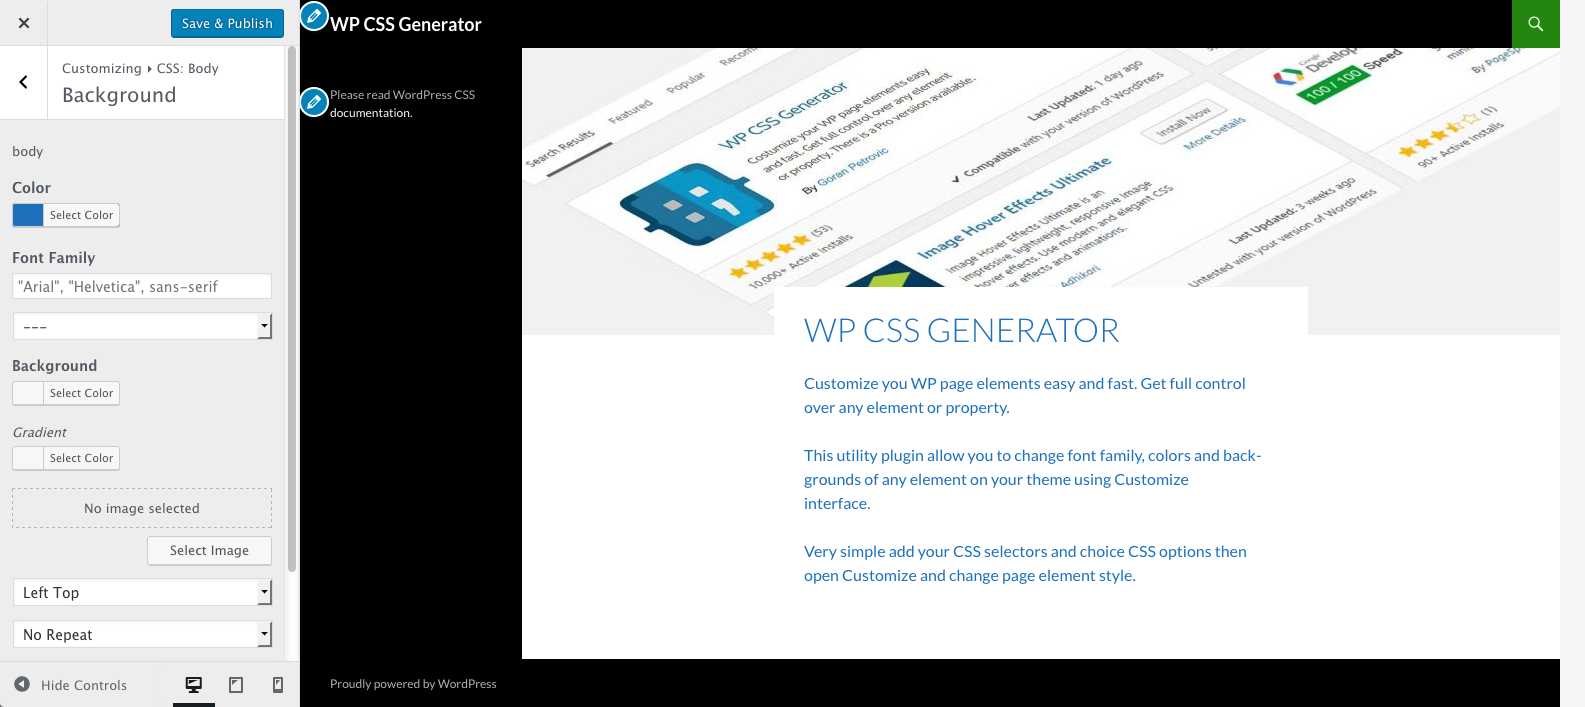 Save & Publish
Customizing ▸ CSS: Body
Background
body
Color
Select Color
Font Family
"Arial", "Helvetica", sans-serif
---
Background
Select Color
Gradient
Select Color
No image selected
Select Image
Left Top
No Repeat
Hide Controls
WP CSS Generator
Please read WordPress CSS
documentation.
Search Results
Featured
Popular
WP CSS Generator
Costumize your WP page elements easy
and fast. Get full control over any element
or property. There is a Pro versiion available.
By Goran Petrovic
(53)
10,000+ Active Installs
Last Updated: 1 day ago
Compatible with your version of WordPress
Install Now
More Details
Image Hover Effects Ultimate
Image Hover Effects Ultimate is an
impressive, lightweight, responsive image
hover effects. Use modern and elegant CSS
hover effects and animations.
Adhikari
Last Updated: 3 weeks ago
Untested with your version of WordPress
Google
Develope
100 / 100
Speed
By Pagesp
(1)
90+ Active Installs
WP CSS GENERATOR
Customize you WP page elements easy and fast. Get full control
over any element or property.
This utility plugin allow you to change font family, colors and back-
grounds of any element on your theme using Customize
interface.
Very simple add your CSS selectors and choice CSS options then
open Customize and change page element style.
Proudly powered by WordPress